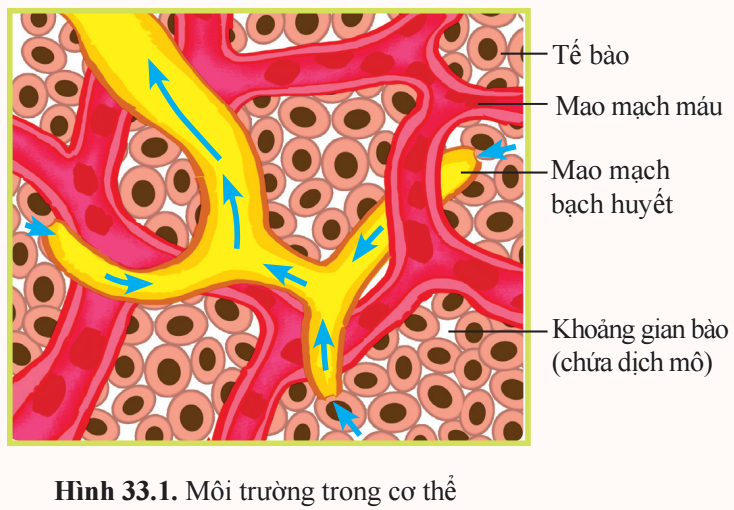 Tế bào
Mao mạch máu
Mao mạch
bạch huyết
Khoảng gian bào
(chứa dịch mô)
Hình 33.1. Môi trường trong cơ thể